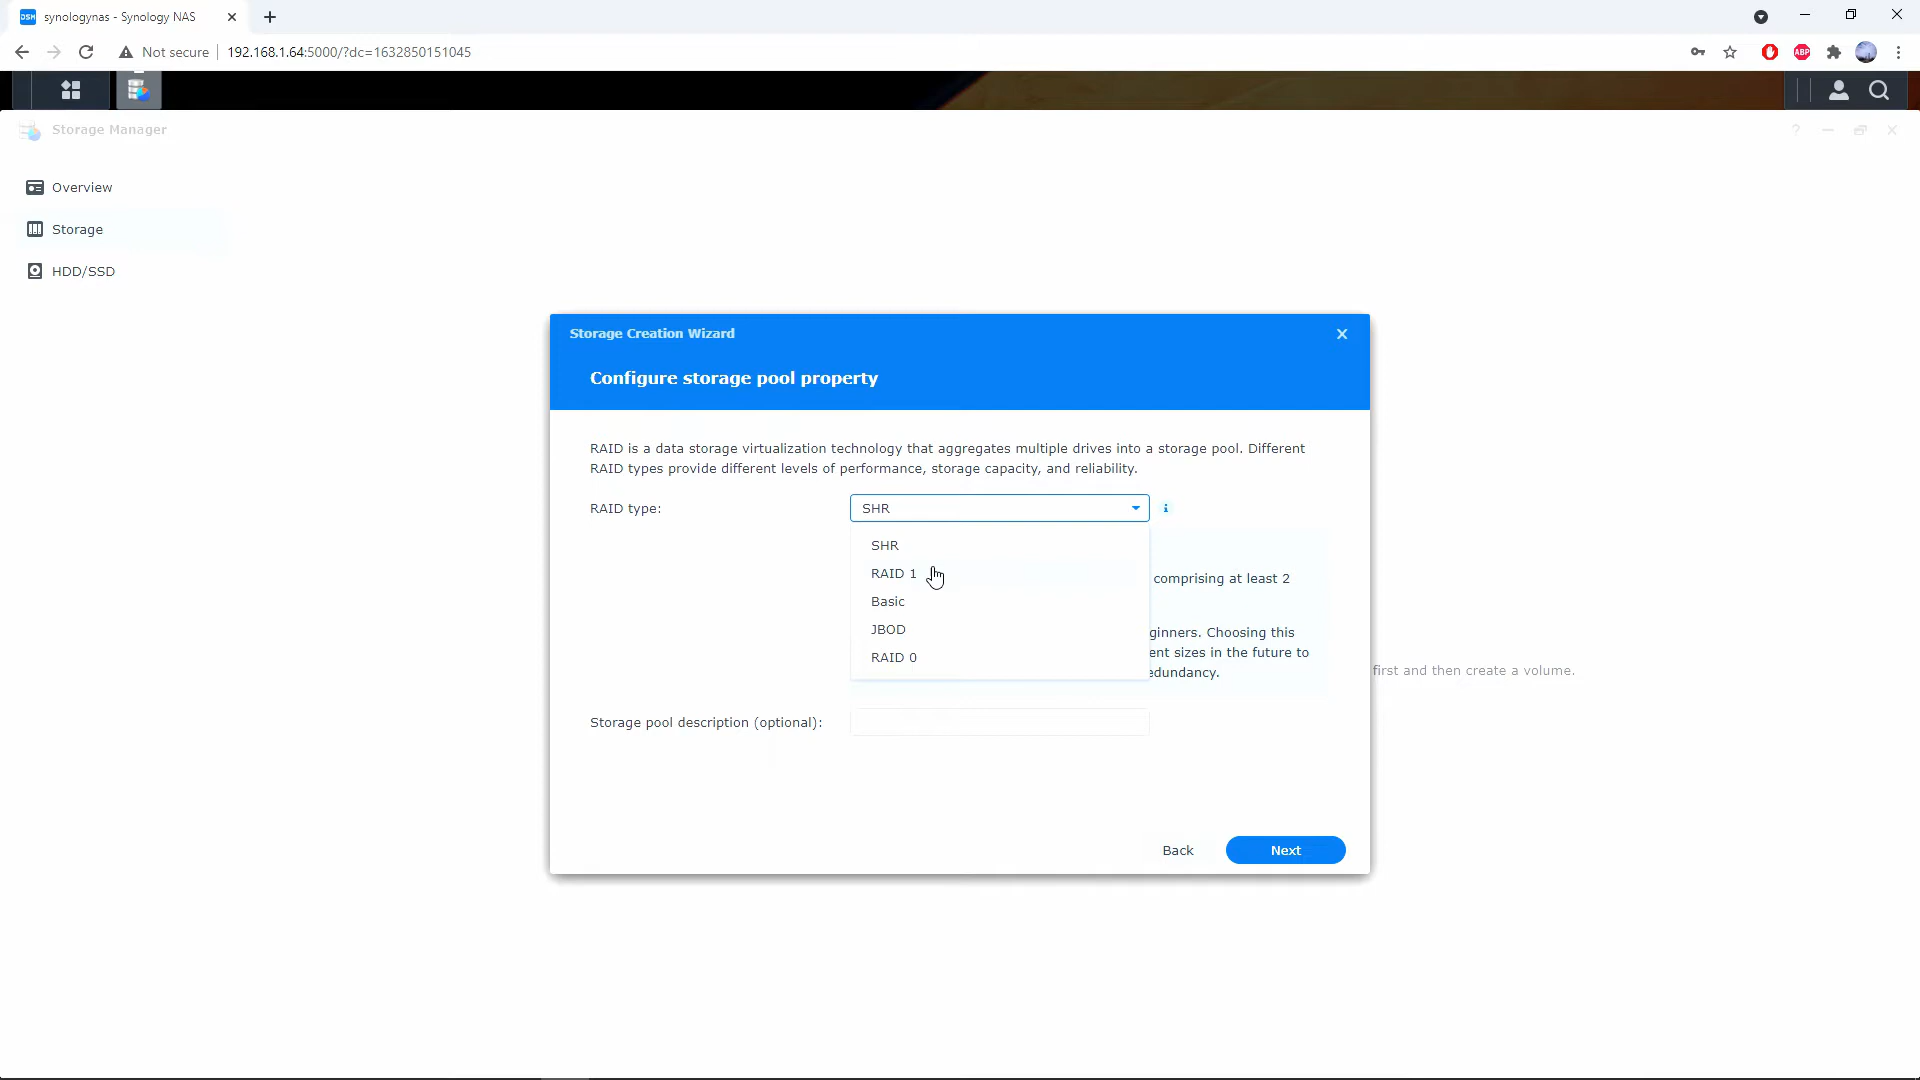 synologynas - Synology NAS
Not secure
192.168.1.64:5000/?dc=1632850151045
Storage Manager
Overview
Storage
HDD/SSD
Storage Creation Wizard
Configure storage pool property
RAID is a data storage virtualization technology that aggregates multiple drives into a storage pool. Different
RAID types provide different levels of performance, storage capacity, and reliability.
RAID type:
SHR
SHR
RAID 1
comprising at least 2
Basic
JBOD
ginners. Choosing this
ent sizes in the future to
RAID 0
edundancy.
first and then create a volume.
Storage pool description (optional):
Back
Next